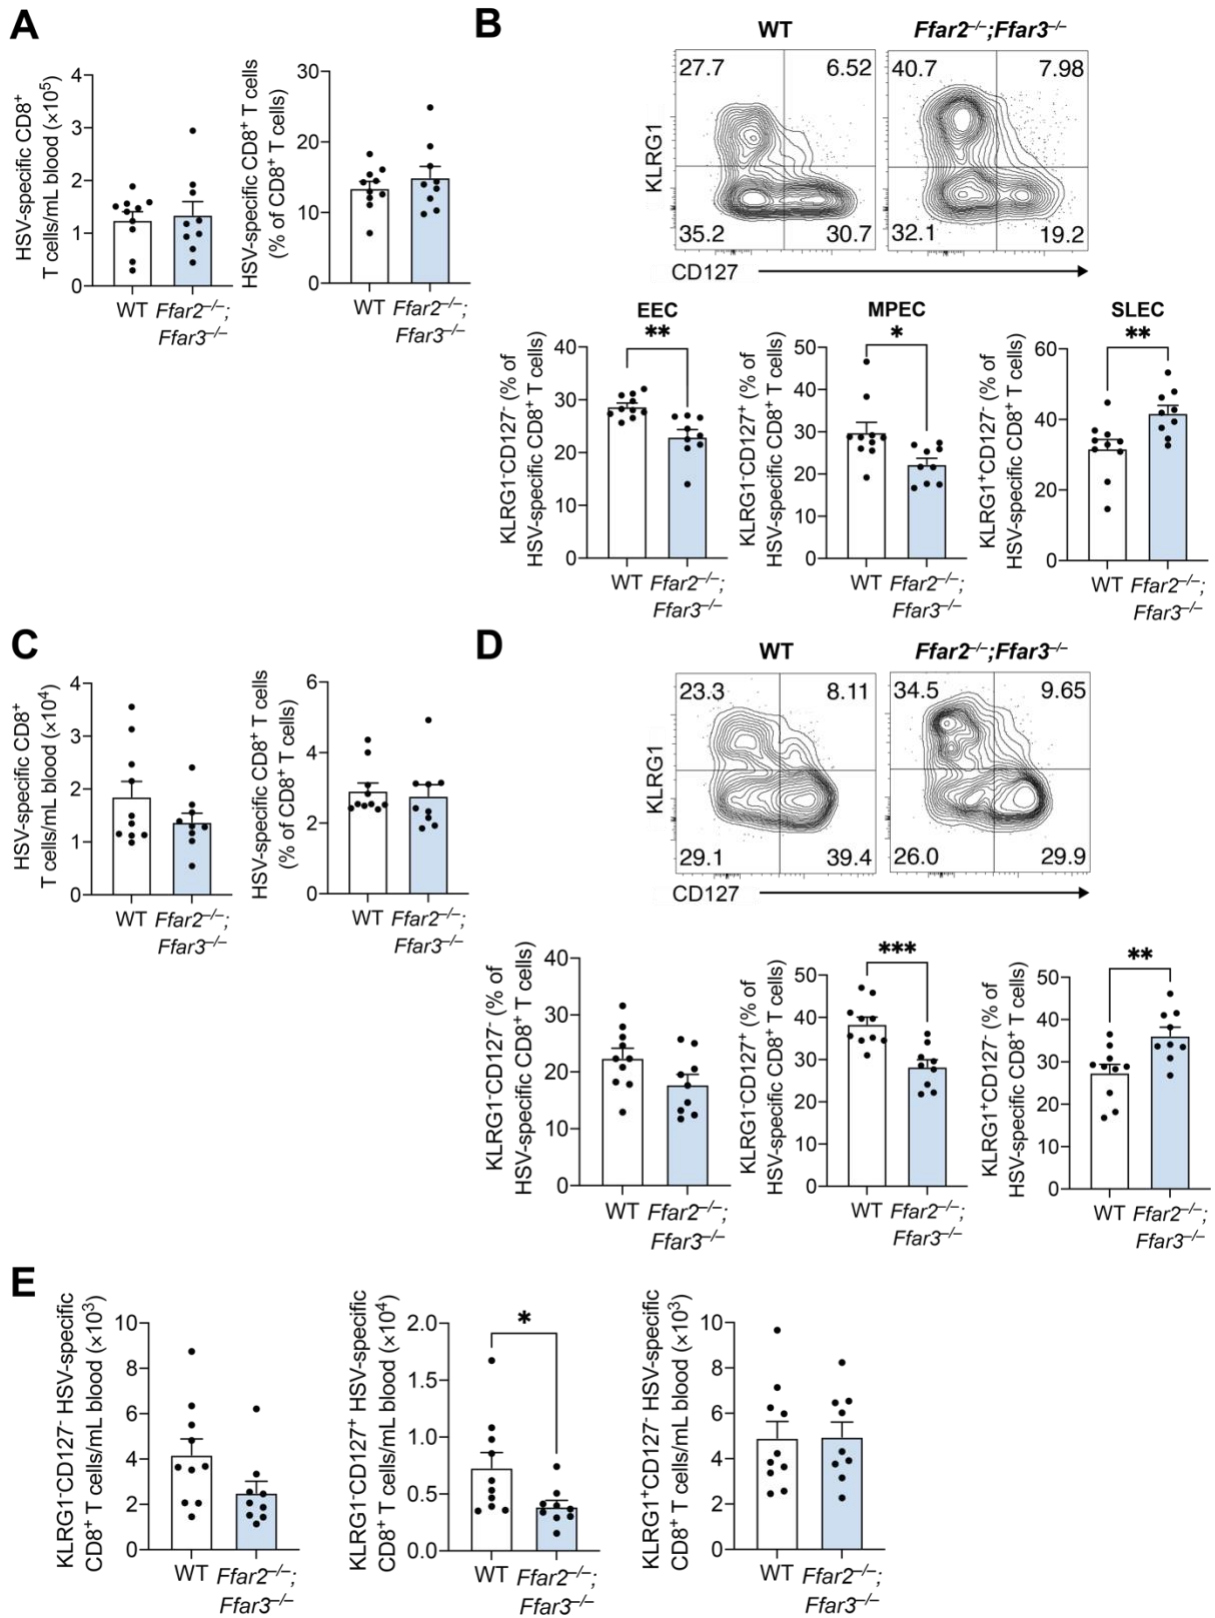 A
HSV-specific CD8⁺
T cells/mL blood (×10⁵)
4
3
2
1
0
WT Ffar2⁻/⁻;
Ffar3⁻/⁻
HSV-specific CD8⁺ T cells
(% of CD8⁺ T cells)
30
20
10
0
WT Ffar2⁻/⁻;
Ffar3⁻/⁻
B
WT
Ffar2⁻/⁻;Ffar3⁻/⁻
KLRG1
27.7 6.52
35.2 30.7
40.7 7.98
32.1 19.2
CD127
EEC
**
KLRG1⁻CD127⁻ (% of
HSV-specific CD8⁺ T cells)
40
30
20
10
0
WT Ffar2⁻/⁻;
Ffar3⁻/⁻
MPEC
*
KLRG1⁻CD127⁺ (% of
HSV-specific CD8⁺ T cells)
50
40
30
20
10
0
WT Ffar2⁻/⁻;
Ffar3⁻/⁻
SLEC
**
KLRG1⁺CD127⁻ (% of
HSV-specific CD8⁺ T cells)
60
40
20
0
WT Ffar2⁻/⁻;
Ffar3⁻/⁻
C
HSV-specific CD8⁺
T cells/mL blood (×10⁴)
4
3
2
1
0
WT Ffar2⁻/⁻;
Ffar3⁻/⁻
HSV-specific CD8⁺ T cells
(% of CD8⁺ T cells)
6
4
2
0
WT Ffar2⁻/⁻;
Ffar3⁻/⁻
D
WT
Ffar2⁻/⁻;Ffar3⁻/⁻
KLRG1
23.3 8.11
29.1 39.4
34.5 9.65
26.0 29.9
CD127
KLRG1⁻CD127⁻ (% of
HSV-specific CD8⁺ T cells)
40
30
20
10
0
WT Ffar2⁻/⁻;
Ffar3⁻/⁻
***
KLRG1⁻CD127⁺ (% of
HSV-specific CD8⁺ T cells)
50
40
30
20
10
0
WT Ffar2⁻/⁻;
Ffar3⁻/⁻
**
KLRG1⁺CD127⁻ (% of
HSV-specific CD8⁺ T cells)
50
40
30
20
10
0
WT Ffar2⁻/⁻;
Ffar3⁻/⁻
E
KLRG1⁻CD127⁻ HSV-specific
CD8⁺ T cells/mL blood (×10³)
10
8
6
4
2
0
WT Ffar2⁻/⁻;
Ffar3⁻/⁻
*
KLRG1⁻CD127⁺ HSV-specific
CD8⁺ T cells/mL blood (×10⁴)
2.0
1.5
1.0
0.5
0.0
WT Ffar2⁻/⁻;
Ffar3⁻/⁻
KLRG1⁺CD127⁻ HSV-specific
CD8⁺ T cells/mL blood (×10³)
10
8
6
4
2
0
WT Ffar2⁻/⁻;
Ffar3⁻/⁻